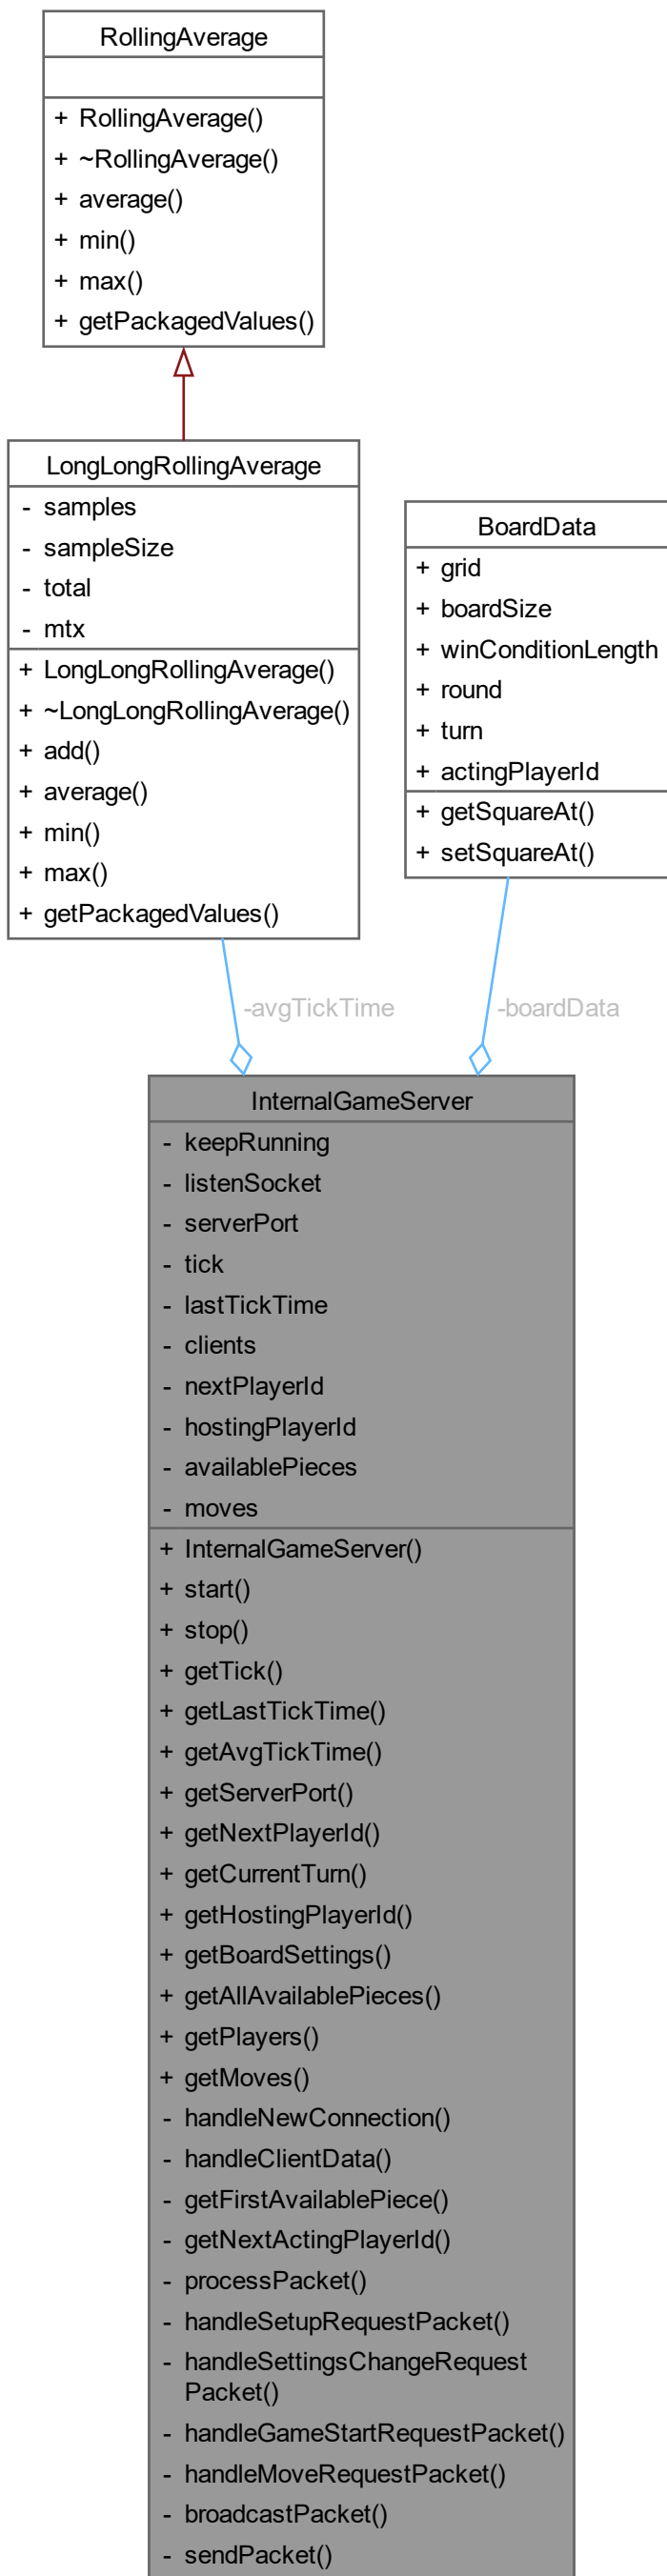 RollingAverage
+ RollingAverage()
+ ~RollingAverage()
+ average()
+ min()
+ max()
+ getPackagedValues()
LongLongRollingAverage
- samples
- sampleSize
- total
- mtx
+ LongLongRollingAverage()
+ ~LongLongRollingAverage()
+ add()
+ average()
+ min()
+ max()
+ getPackagedValues()
BoardData
+ grid
+ boardSize
+ winConditionLength
+ round
+ turn
+ actingPlayerId
+ getSquareAt()
+ setSquareAt()
-avgTickTime
-boardData
InternalGameServer
- keepRunning
- listenSocket
- serverPort
- tick
- lastTickTime
- clients
- nextPlayerId
- hostingPlayerId
- availablePieces
- moves
+ InternalGameServer()
+ start()
+ stop()
+ getTick()
+ getLastTickTime()
+ getAvgTickTime()
+ getServerPort()
+ getNextPlayerId()
+ getCurrentTurn()
+ getHostingPlayerId()
+ getBoardSettings()
+ getAllAvailablePieces()
+ getPlayers()
+ getMoves()
- handleNewConnection()
- handleClientData()
- getFirstAvailablePiece()
- getNextActingPlayerId()
- processPacket()
- handleSetupRequestPacket()
- handleSettingsChangeRequest
Packet()
- handleGameStartRequestPacket()
- handleMoveRequestPacket()
- broadcastPacket()
- sendPacket()